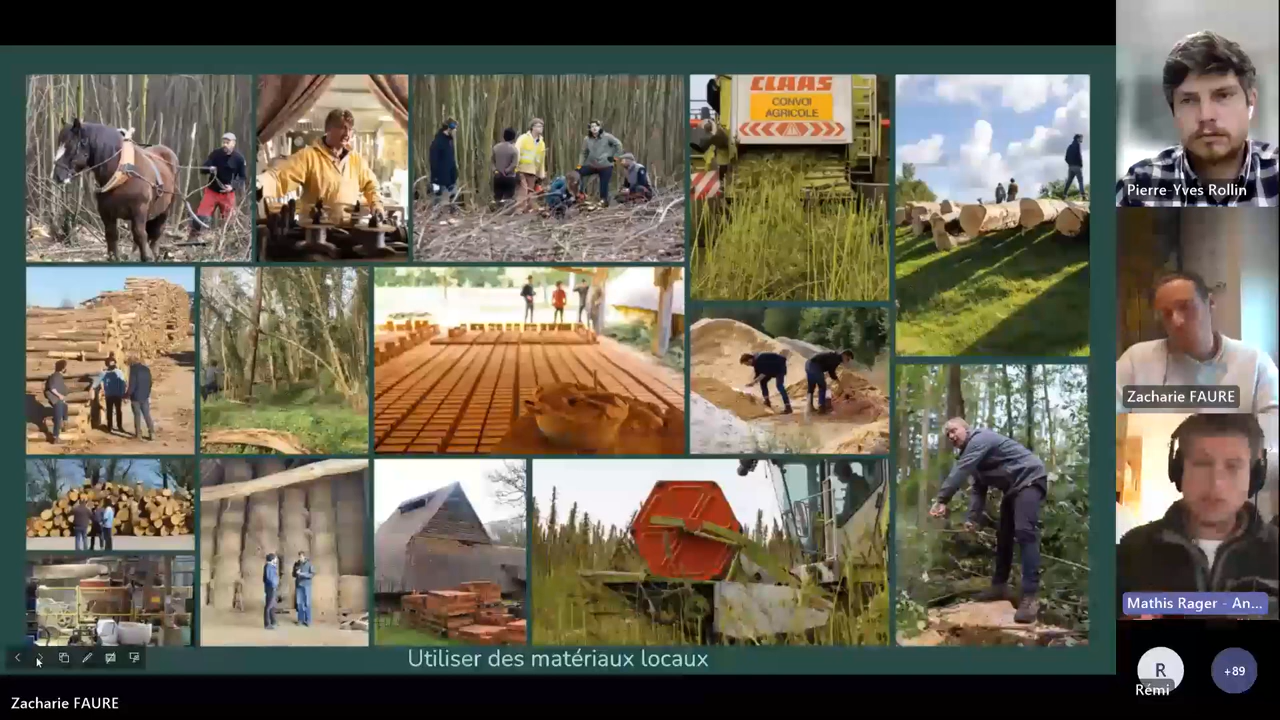 CLAAS
CONVOI
AGRICOLE
Utiliser des matériaux locaux
Zacharie FAURE
Pierre-Yves Rollin
Zacharie FAURE
Mathis Rager - An...
R
Rémi
+89